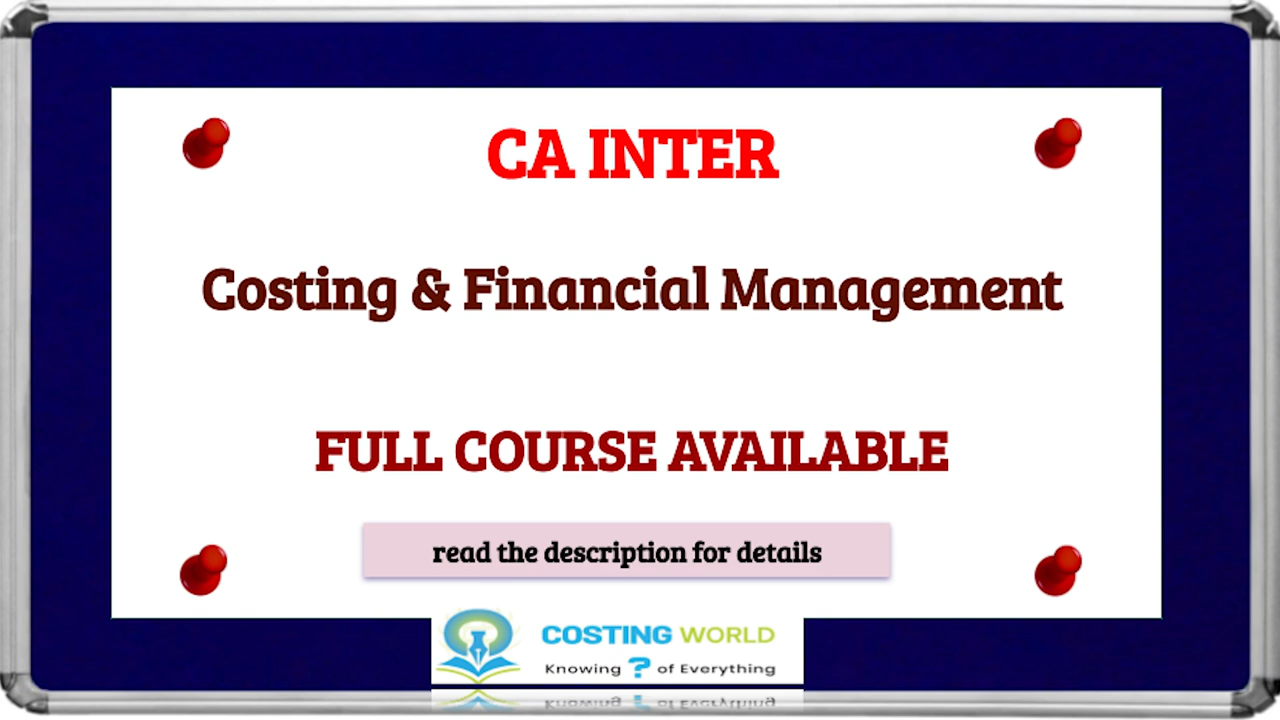 CA INTER
Costing & Financial Management
FULL COURSE AVAILABLE
read the description for details
COSTING WORLD
Knowing ? of Everything